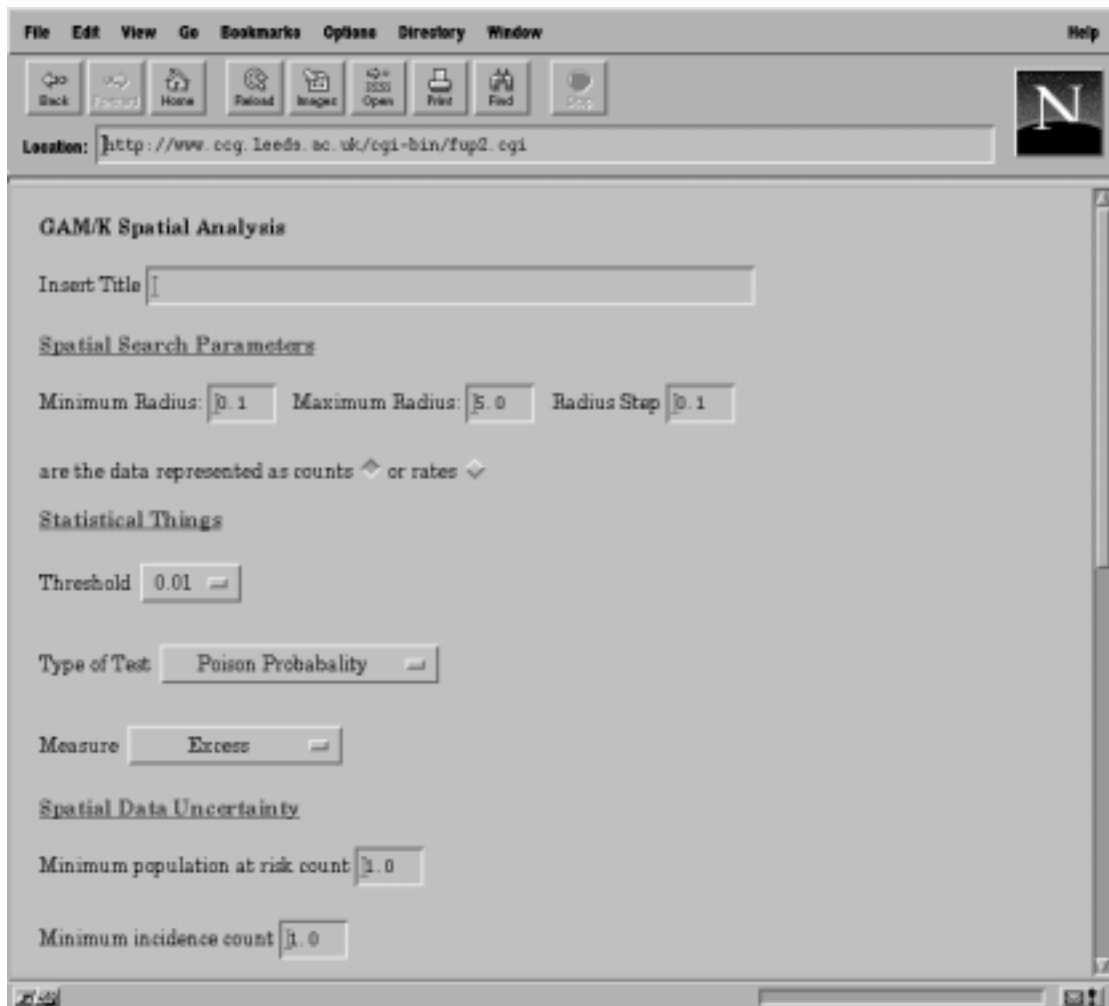 File Edit View Go Bookmarks Options Directory Window Help
Back Forward Home Reload Images Open Print Find Stop
N
Location: http://www.ccg.leeds.ac.uk/cgi-bin/fup2.cgi
GAM/K Spatial Analysis
Insert Title
Spatial Search Parameters
Minimum Radius: 0.1 Maximum Radius: 5.0 Radius Step 0.1
are the data represented as counts or rates
Statistical Things
Threshold 0.01
Type of Test Poison Probabality
Measure Excess
Spatial Data Uncertainty
Minimum population at risk count 1.0
Minimum incidence count 1.0